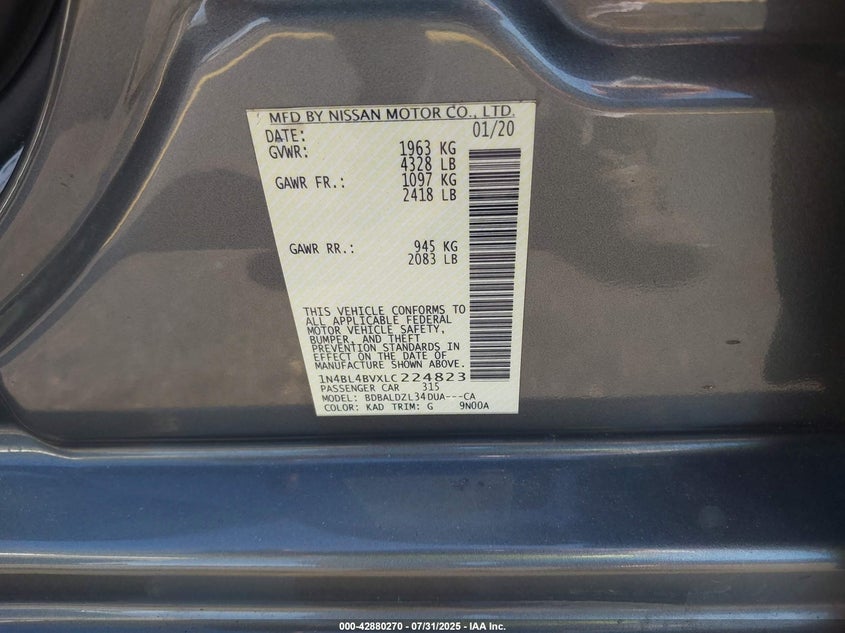 MFD BY NISSAN MOTOR CO., LTD.
DATE: 01/20
GVWR: 1963 KG
4328 LB
GAWR FR.: 1097 KG
2418 LB
GAWR RR.: 945 KG
2083 LB
THIS VEHICLE CONFORMS TO
ALL APPLICABLE FEDERAL
MOTOR VEHICLE SAFETY,
BUMPER, AND THEFT
PREVENTION STANDARDS IN
EFFECT ON THE DATE OF
MANUFACTURE SHOWN ABOVE.
1N4BL4BVXLC224823
PASSENGER CAR 315
MODEL: BDBALDZL34DUA---CA
COLOR: KAD TRIM: G 9N00A
000-42880270 - 07/31/2025 - IAA Inc.